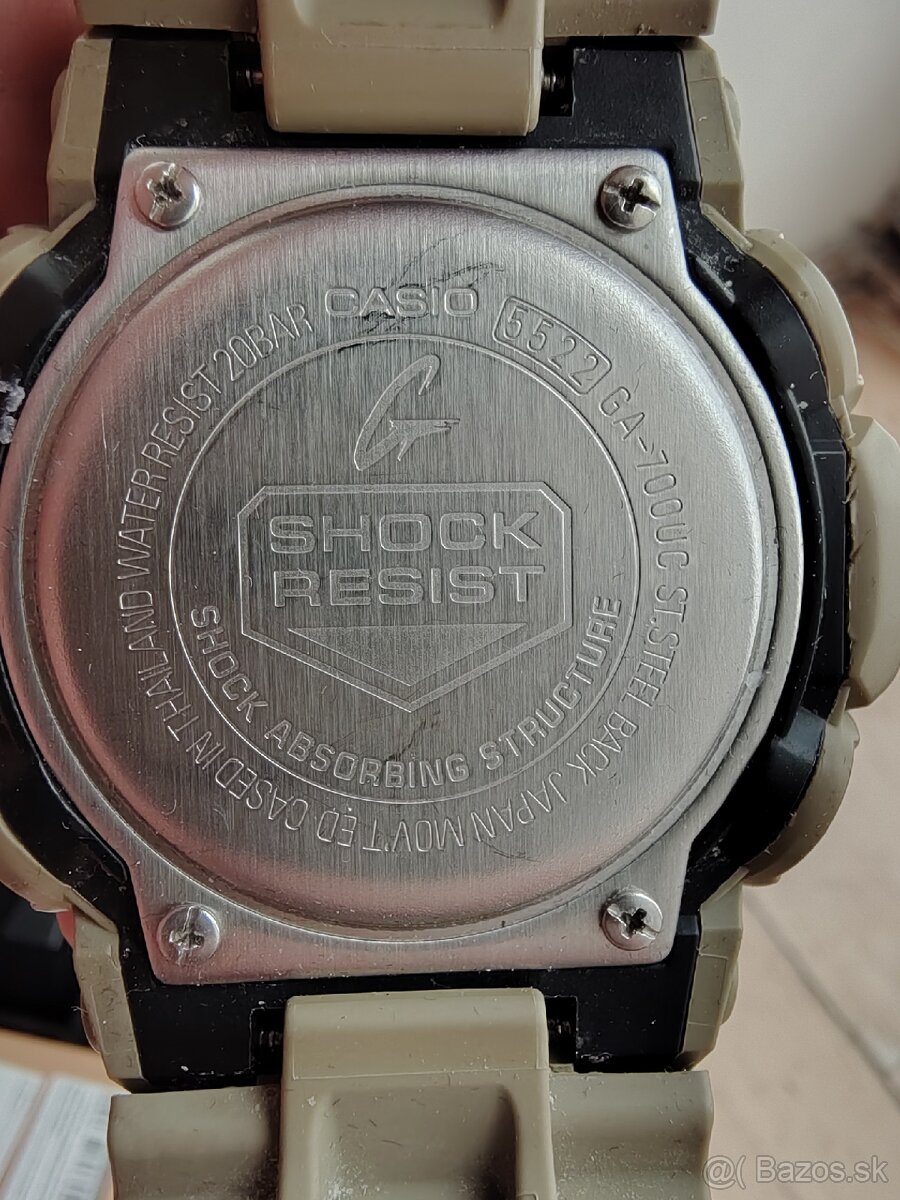 CASIO
5522 GA-700UC ST.STEEL BACK JAPAN MOV'T ED CASED IN THAILAND WATER RESIST 20BAR
G
SHOCK
RESIST
SHOCK ABSORBING STRUCTURE
@( Bazos.sk